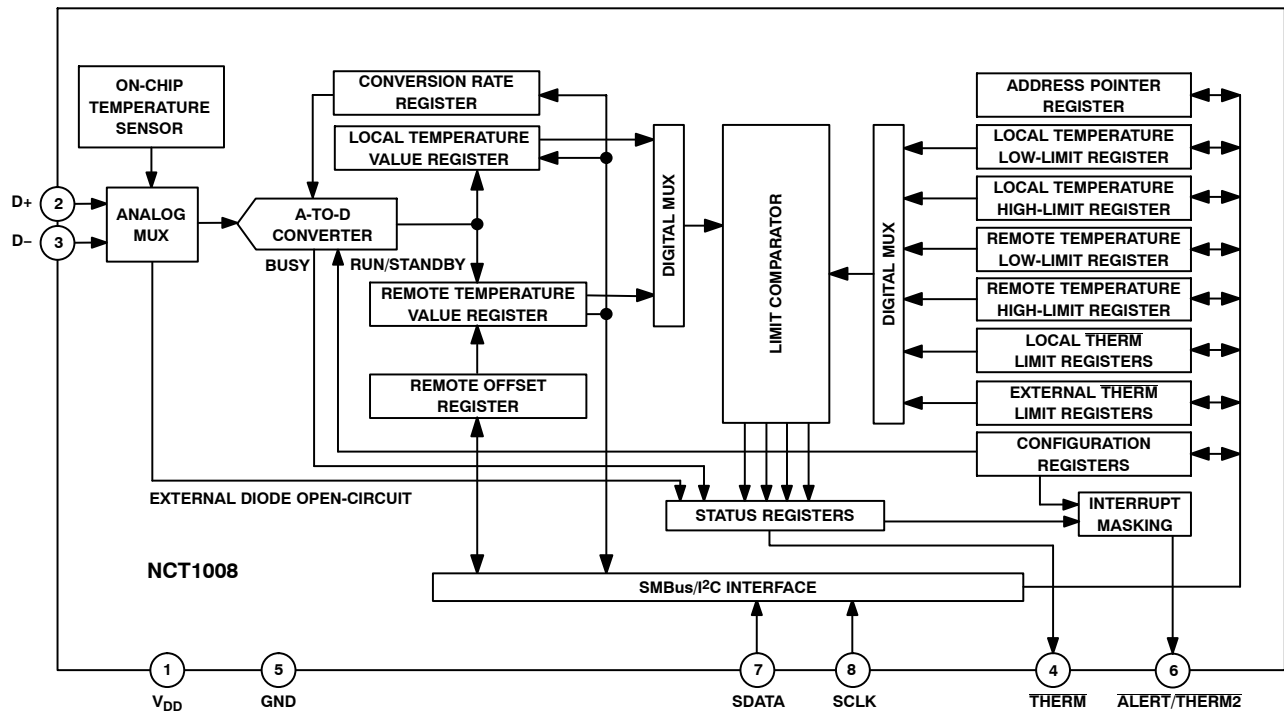 ON-CHIP
TEMPERATURE
SENSOR
CONVERSION RATE
REGISTER
LOCAL TEMPERATURE
VALUE REGISTER
ADDRESS POINTER
REGISTER
LOCAL TEMPERATURE
LOW-LIMIT REGISTER
LOCAL TEMPERATURE
HIGH-LIMIT REGISTER
REMOTE TEMPERATURE
LOW-LIMIT REGISTER
REMOTE TEMPERATURE
HIGH-LIMIT REGISTER
LOCAL THERM
LIMIT REGISTERS
EXTERNAL THERM
LIMIT REGISTERS
CONFIGURATION
REGISTERS
D+ 2
D− 3
ANALOG
MUX
A-TO-D
CONVERTER
BUSY
RUN/STANDBY
REMOTE TEMPERATURE
VALUE REGISTER
REMOTE OFFSET
REGISTER
DIGITAL MUX
LIMIT COMPARATOR
DIGITAL MUX
EXTERNAL DIODE OPEN-CIRCUIT
STATUS REGISTERS
INTERRUPT
MASKING
NCT1008
SMBus/I²C INTERFACE
1
5
7
8
4
6
VDD
GND
SDATA
SCLK
THERM
ALERT/THERM2